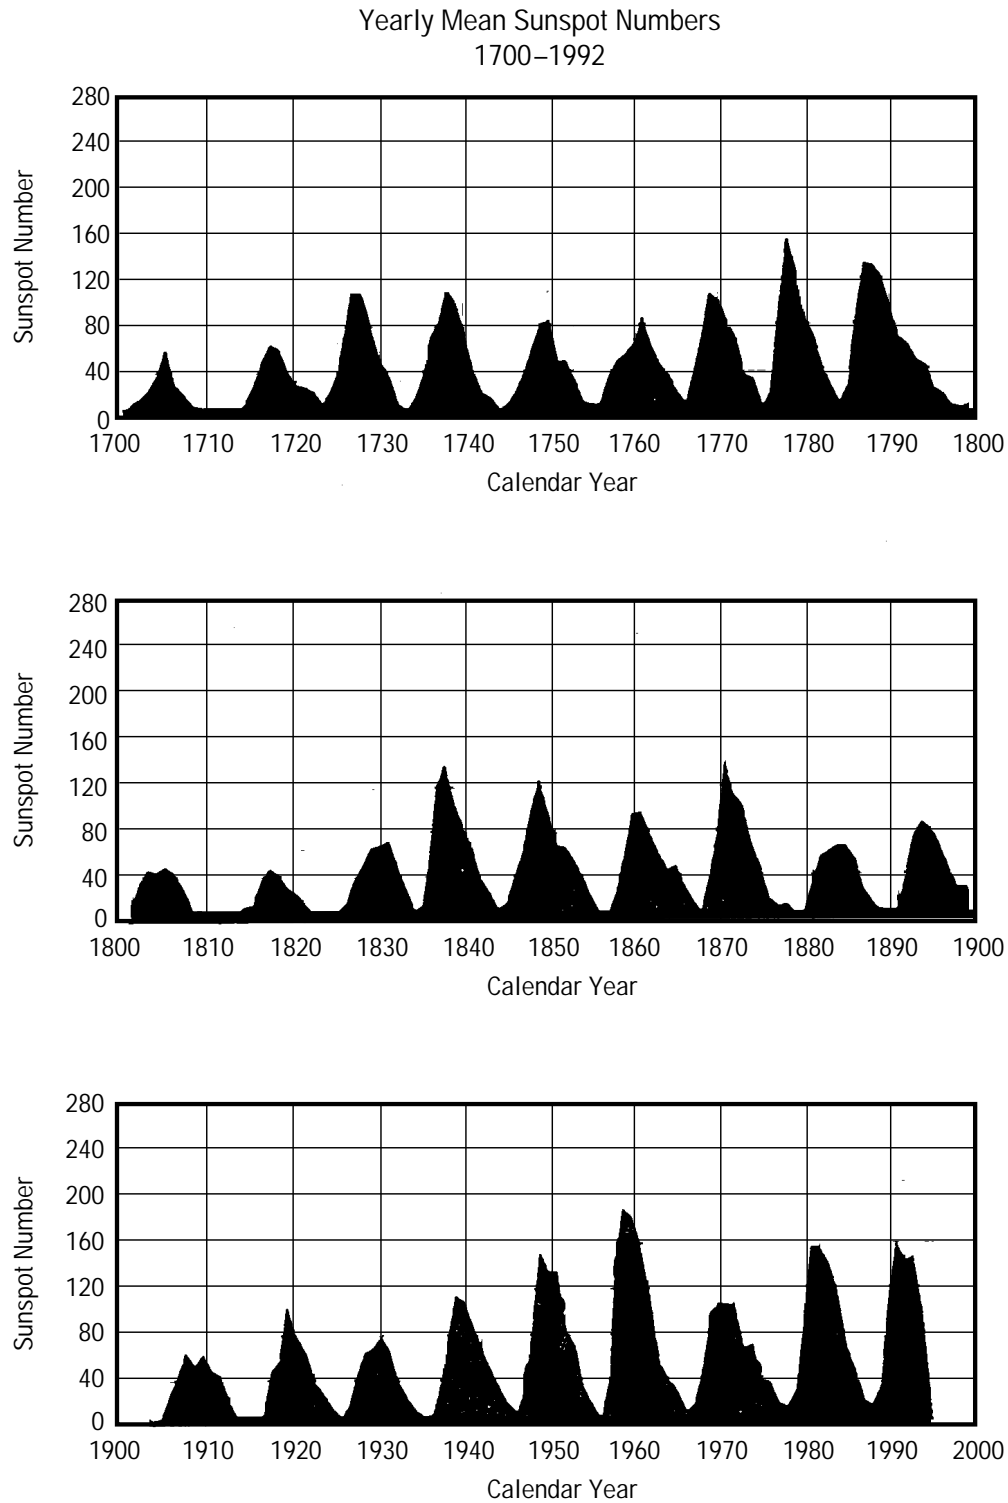 Yearly Mean Sunspot Numbers
1700–1992
280
240
200
160
120
80
40
0
Sunspot Number
1700 1710 1720 1730 1740 1750 1760 1770 1780 1790 1800
Calendar Year
280
240
200
160
120
80
40
0
Sunspot Number
1800 1810 1820 1830 1840 1850 1860 1870 1880 1890 1900
Calendar Year
280
240
200
160
120
80
40
0
Sunspot Number
1900 1910 1920 1930 1940 1950 1960 1970 1980 1990 2000
Calendar Year